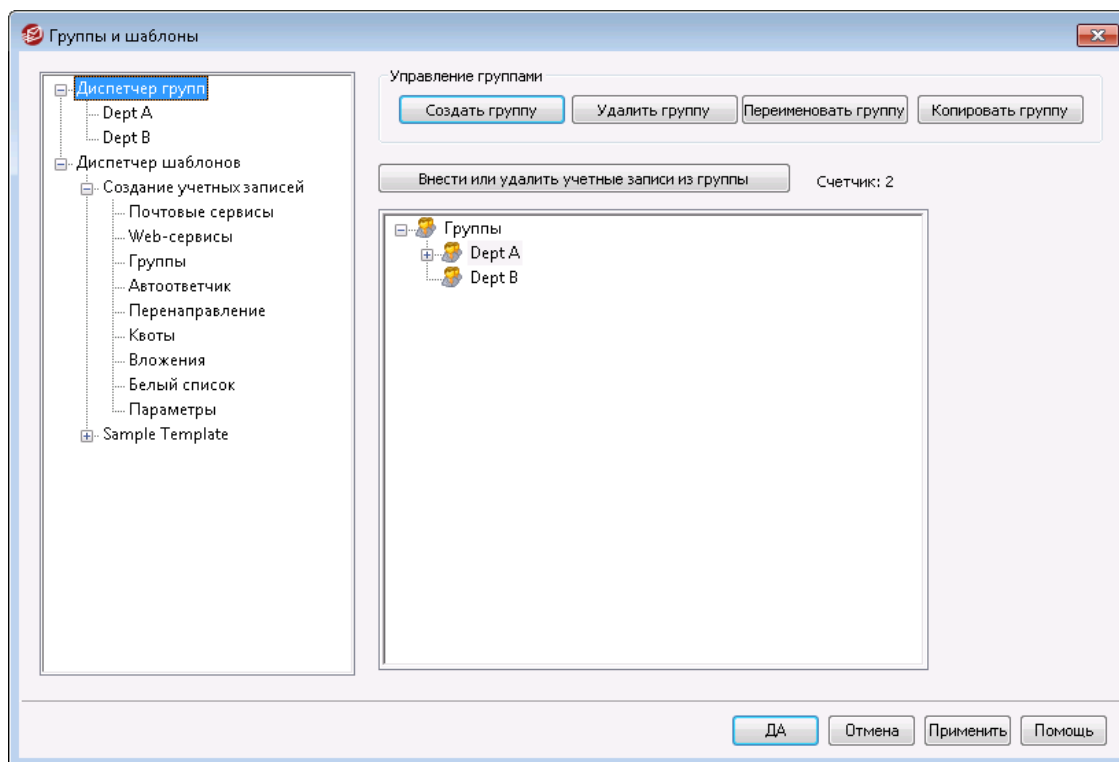 Группы и шаблоны
Диспетчер групп
Dept A
Dept B
Диспетчер шаблонов
Создание учетных записей
Почтовые сервисы
Web-сервисы
Группы
Автоответчик
Перенаправление
Квоты
Вложения
Белый список
Параметры
Sample Template
Управление группами
Создать группу
Удалить группу
Переименовать группу
Копировать группу
Внести или удалить учетные записи из группы
Счетчик: 2
Группы
Dept A
Dept B
ДА
Отмена
Применить
Помощь